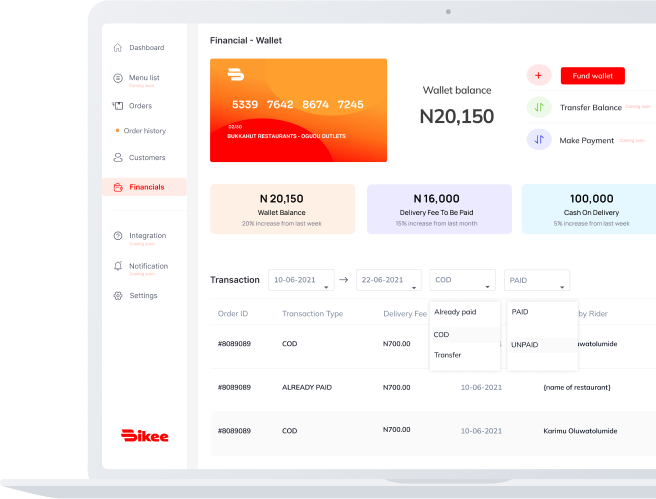 Financial - Wallet
Dashboard
Menu list
Coming soon
Orders
Order history
Customers
Financials
Integration
Coming soon
Notification
Coming soon
Settings
Bikee
5339 7642 8674 7245
02/30
BUKKAHUT RESTAURANTS - OGUDU OUTLETS
Wallet balance
N20,150
Fund wallet
Transfer Balance Coming soon
Make Payment Coming soon
N 20,150
Wallet Balance
20% increase from last week
N 16,000
Delivery Fee To Be Paid
15% increase from last month
100,000
Cash On Delivery
5% increase from last week
Transaction 10-06-2021 22-06-2021 COD PAID
Already paid
COD
Transfer
PAID
UNPAID
Order ID Transaction Type Delivery Fee by Rider
#8089089 COD N700.00 uwatolumide
#8089089 ALREADY PAID N700.00 10-06-2021 {name of restaurant}
#8089089 COD N700.00 10-06-2021 Karimu Oluwatolumide